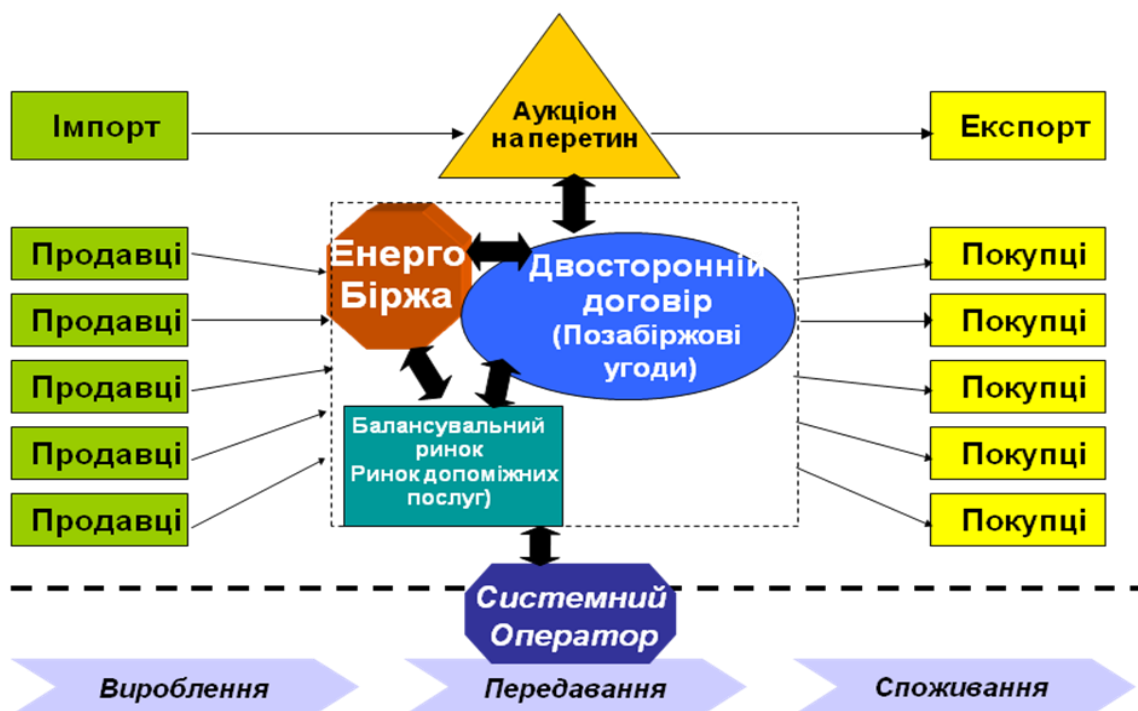 Імпорт
Аукціон
на перетин
Експорт
Продавці
Продавці
Продавці
Продавці
Продавці
Енерго
Біржа
Двосторонній
договір
(Позабіржові
угоди)
Балансувальний
ринок
Ринок допоміжних
послуг)
Покупці
Покупці
Покупці
Покупці
Покупці
Системний
Оператор
Вироблення
Передавання
Споживання